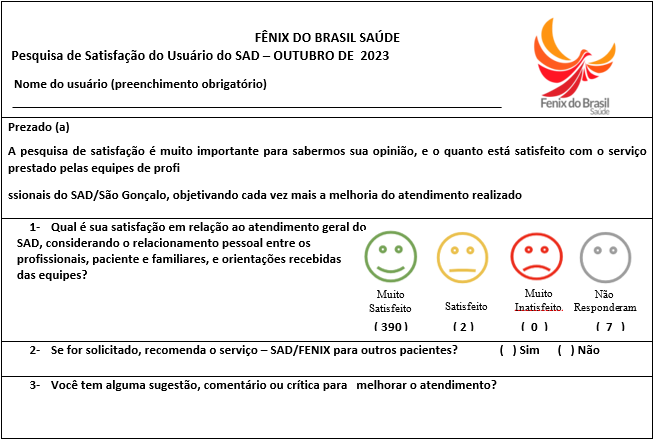 FÊNIX DO BRASIL SAÚDE
Pesquisa de Satisfação do Usuário do SAD – OUTUBRO DE 2023
Nome do usuário (preenchimento obrigatório)
Fenix do Brasil
Saúde
Prezado (a)
A pesquisa de satisfação é muito importante para sabermos sua opinião, e o quanto está satisfeito com o serviço
prestado pelas equipes de profi
ssionais do SAD/São Gonçalo, objetivando cada vez mais a melhoria do atendimento realizado
1- Qual é sua satisfação em relação ao atendimento geral do
SAD, considerando o relacionamento pessoal entre os
profissionais, paciente e familiares, e orientações recebidas
das equipes?
Muito Satisfeito
( 390 )
Satisfeito
( 2 )
Muito Inatisfeito.
( 0 )
Não Responderam
( 7 )
2- Se for solicitado, recomenda o serviço – SAD/FENIX para outros pacientes? ( ) Sim ( ) Não
3- Você tem alguma sugestão, comentário ou crítica para melhorar o atendimento?